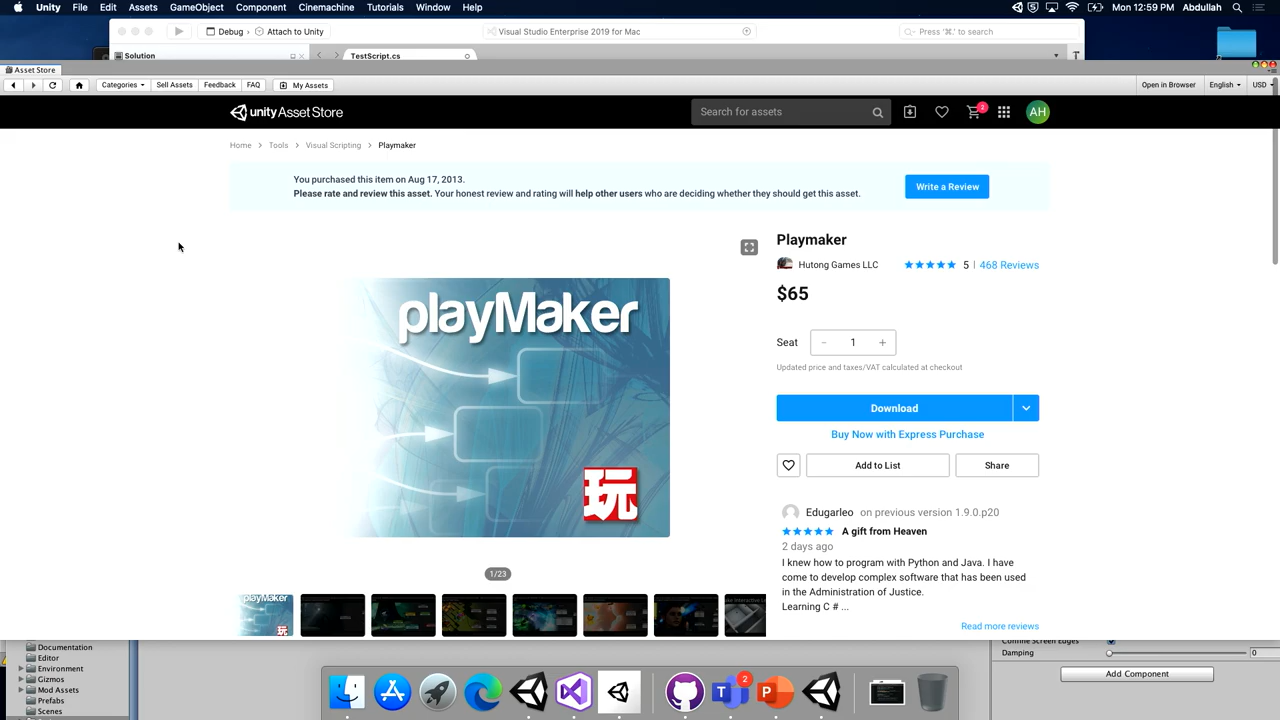 Unity Edit Assets GameObject Component Cinemachine Tutorials Window Help 5 Mon 12:59 PM Abdullah
Debug Attach to Unity Visual Studio Enterprise 2019 for Mac Press '⌘.' to search
Solution TestScript.cs
Asset Store
Categories Sell Assets Feedback FAQ My Assets Open in Browser English USD
unity Asset Store Search for assets 2 AH
Home > Tools > Visual Scripting > Playmaker
You purchased this item on Aug 17, 2013.
Please rate and review this asset. Your honest review and rating will help other users who are deciding whether they should get this asset.
Write a Review
playMaker
玩
1/23
playMaker
玩
Playmaker
Hutong Games LLC 5 | 468 Reviews
$65
Seat - 1 +
Updated price and taxes/VAT calculated at checkout
Download
Buy Now with Express Purchase
Add to List Share
Edugarleo on previous version 1.9.0.p20
A gift from Heaven
2 days ago
I knew how to program with Python and Java. I have
come to develop complex software that has been used
in the Administration of Justice.
Learning C # ...
Read more reviews
Documentation
Editor
Environment
Gizmos
Mod Assets
Prefabs
Scenes
Confine Screen Edges
Damping 0
Add Component
2